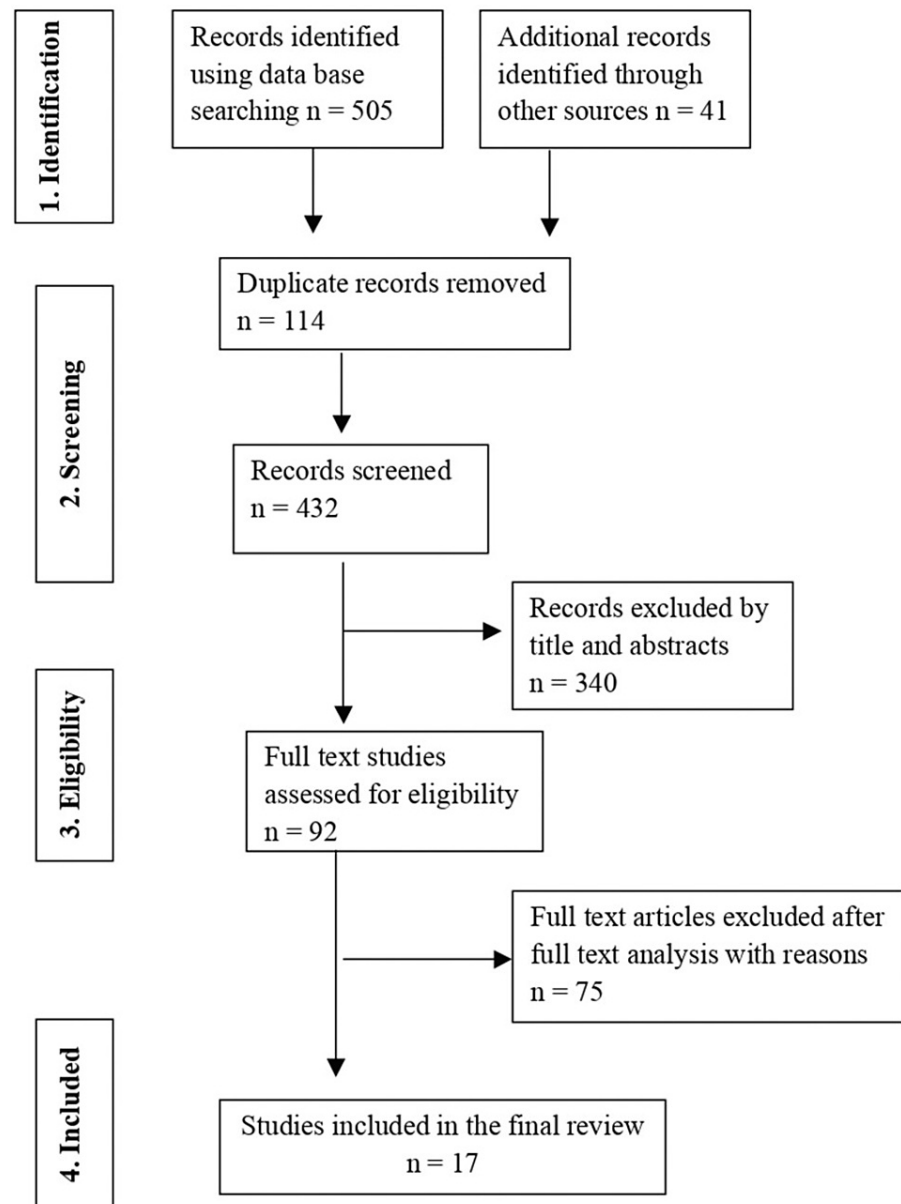 1. Identification
Records identified
using data base
searching n = 505
Additional records
identified through
other sources n = 41
2. Screening
Duplicate records removed
n = 114
Records screened
n = 432
Records excluded by
title and abstracts
n = 340
3. Eligibility
Full text studies
assessed for eligibility
n = 92
Full text articles excluded after
full text analysis with reasons
n = 75
4. Included
Studies included in the final review
n = 17